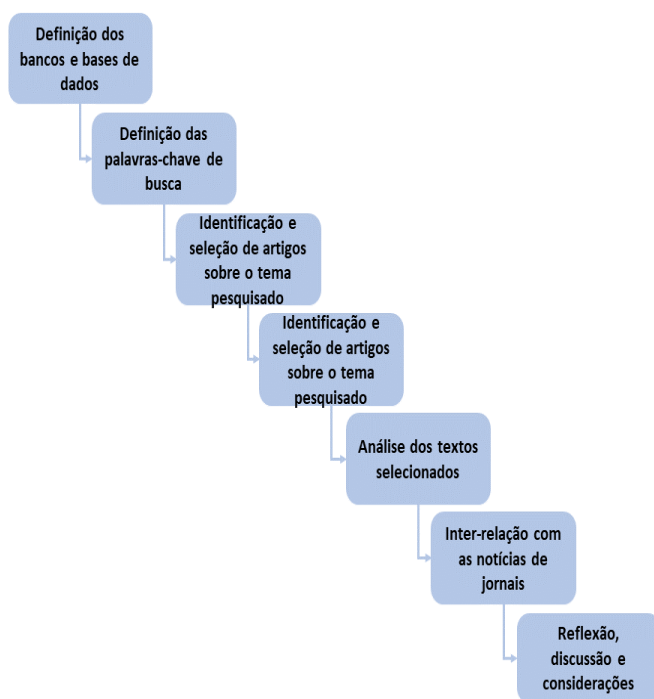 Definição dos
bancos e bases de
dados
Definição das
palavras-chave de
busca
Identificação e
seleção de artigos
sobre o tema
pesquisado
Identificação e
seleção de artigos
sobre o tema
pesquisado
Análise dos textos
selecionados
Inter-relação com
as notícias de
jornais
Reflexão,
discussão e
considerações